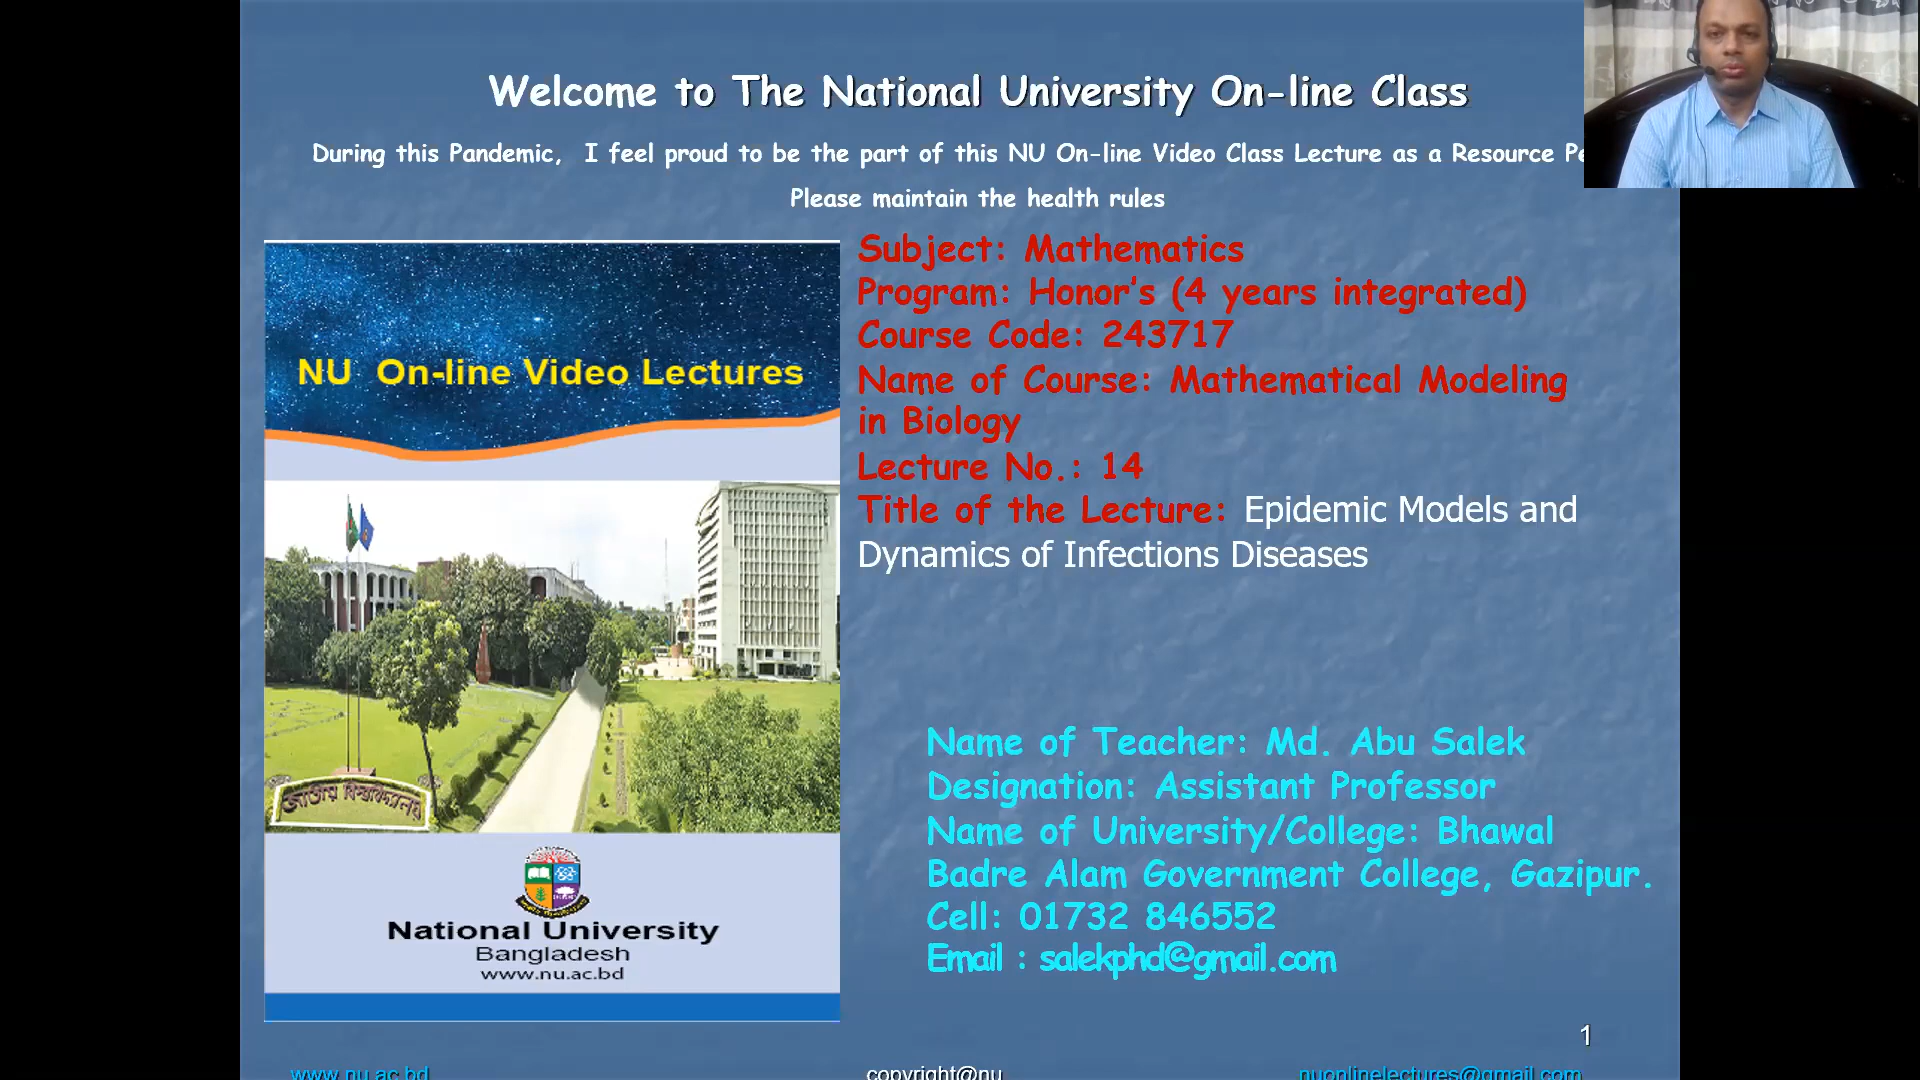 Welcome to The National University On-line Class
During this Pandemic, I feel proud to be the part of this NU On-line Video Class Lecture as a Resource
Please maintain the health rules
NU On-line Video Lectures
জাতীয় বিশ্ববিদ্যালয়
National University
Bangladesh
www.nu.ac.bd
Subject: Mathematics
Program: Honor's (4 years integrated)
Course Code: 243717
Name of Course: Mathematical Modeling
in Biology
Lecture No.: 14
Title of the Lecture: Epidemic Models and
Dynamics of Infections Diseases
Name of Teacher: Md. Abu Salek
Designation: Assistant Professor
Name of University/College: Bhawal
Badre Alam Government College, Gazipur.
Cell: 01732 846552
Email : salekphd@gmail.com
1
www.nu.ac.bd copyright@nu nuonlinelectures@gmail.com